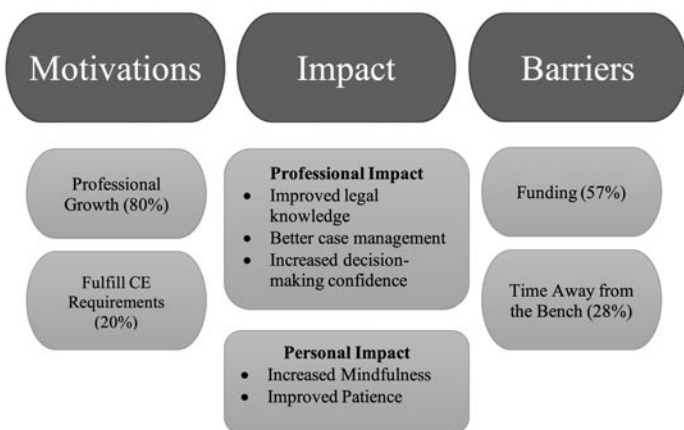 Motivations
Impact
Barriers
Professional
Growth (80%)
Fulfill CE
Requirements
(20%)
Professional Impact
• Improved legal
knowledge
• Better case management
• Increased decision-
making confidence
Personal Impact
• Increased Mindfulness
• Improved Patience
Funding (57%)
Time Away from
the Bench (28%)